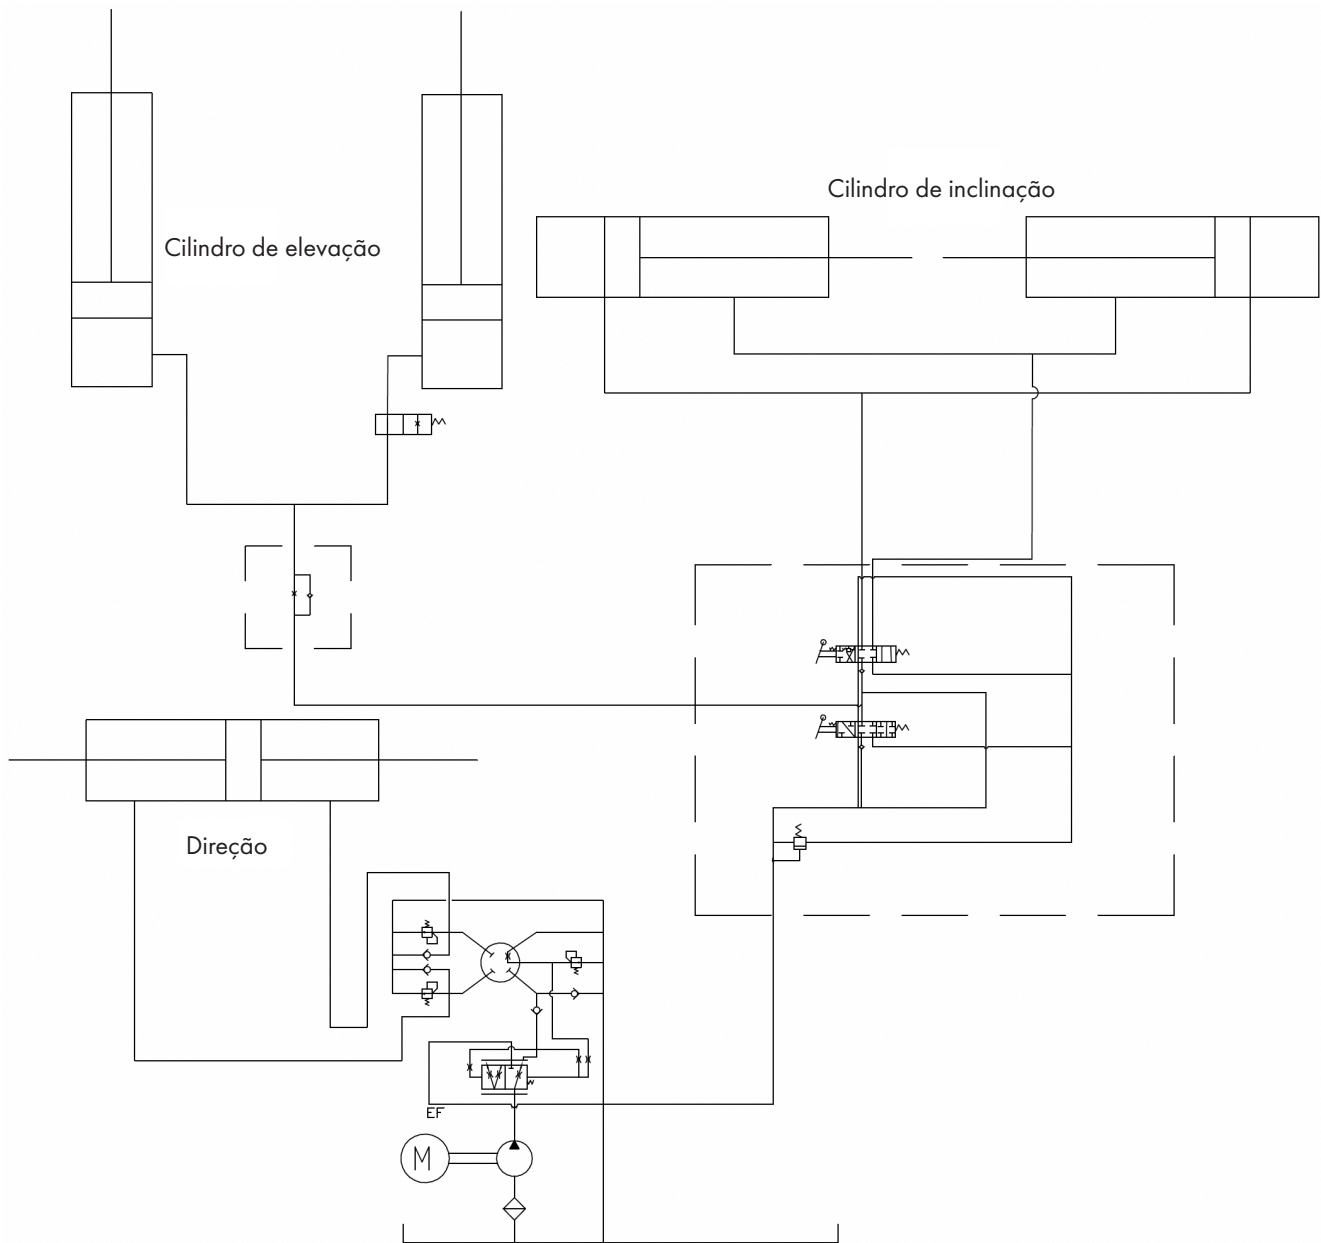 Cilindro de inclinação
Cilindro de elevação
Direção
EF
M